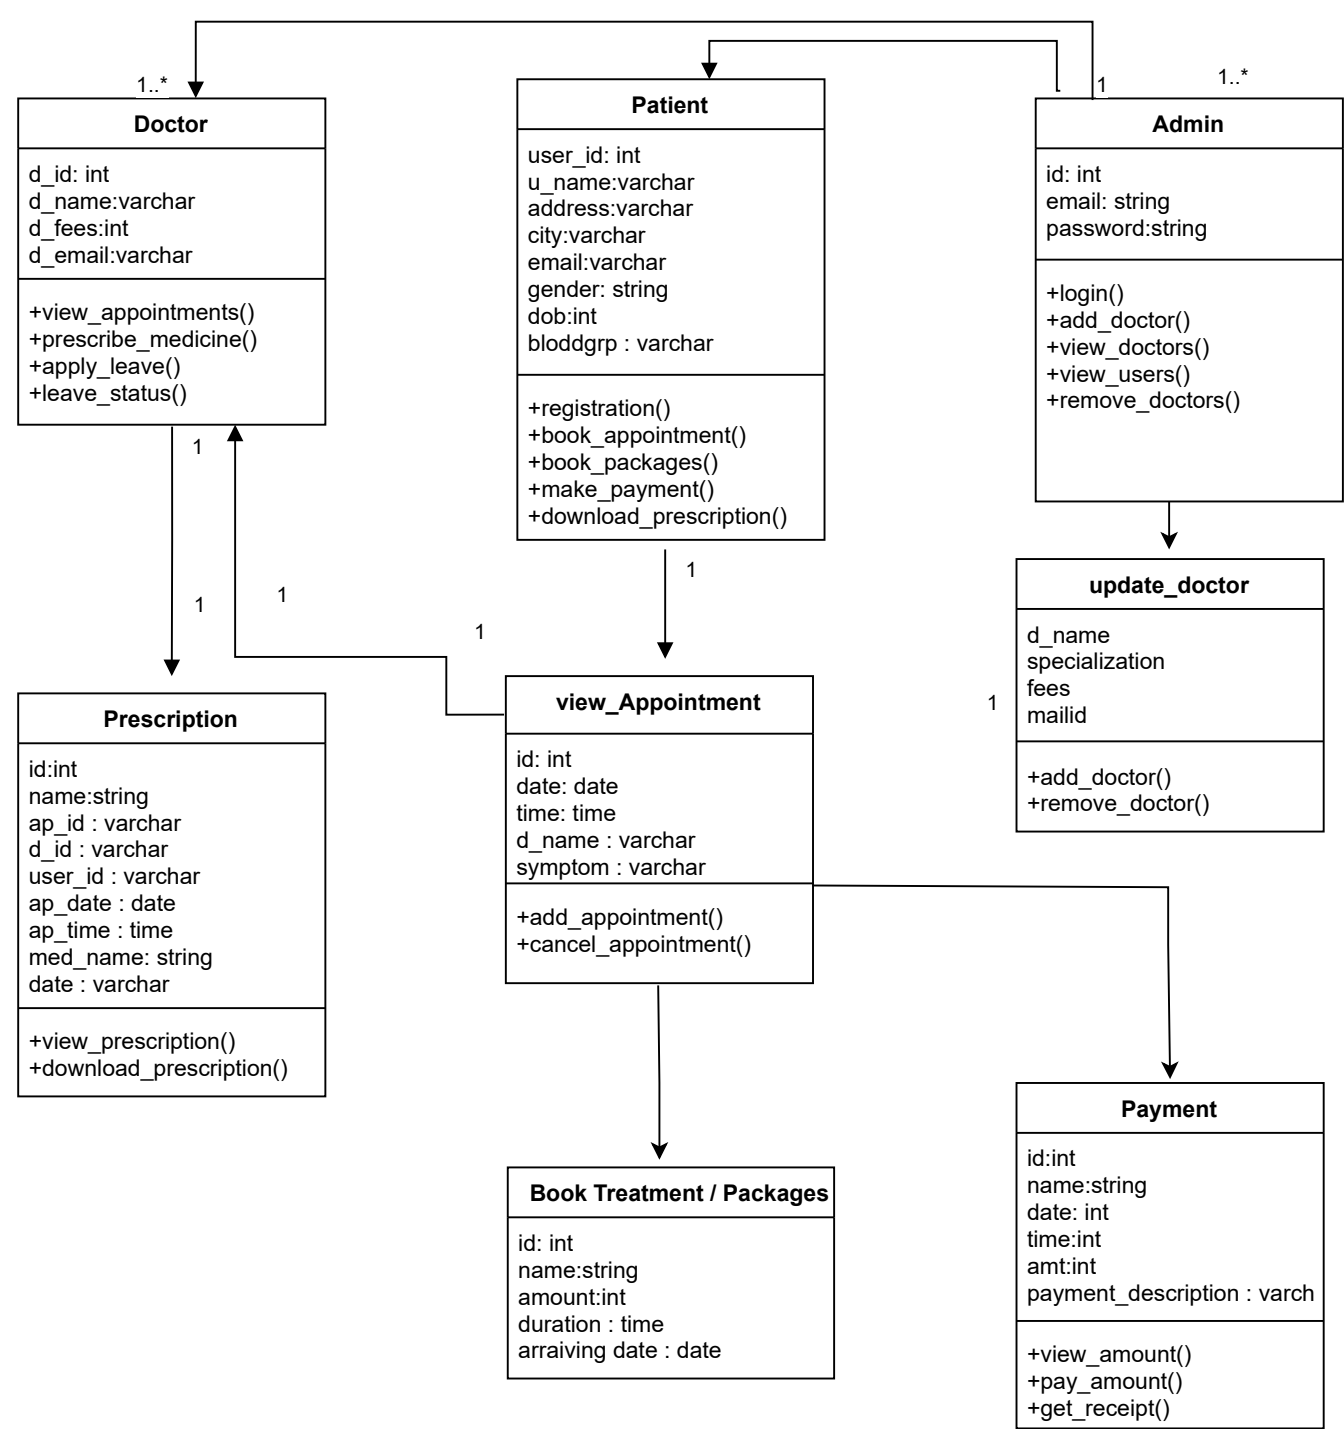 1..*
1
1..*
Doctor
d_id: int
d_name:varchar
d_fees:int
d_email:varchar
+view_appointments()
+prescribe_medicine()
+apply_leave()
+leave_status()
Patient
user_id: int
u_name:varchar
address:varchar
city:varchar
email:varchar
gender: string
dob:int
bloddgrp : varchar
+registration()
+book_appointment()
+book_packages()
+make_payment()
+download_prescription()
Admin
id: int
email: string
password:string
+login()
+add_doctor()
+view_doctors()
+view_users()
+remove_doctors()
1
1
1
1
1
1
update_doctor
d_name
specialization
fees
mailid
+add_doctor()
+remove_doctor()
Prescription
id:int
name:string
ap_id : varchar
d_id : varchar
user_id : varchar
ap_date : date
ap_time : time
med_name: string
date : varchar
+view_prescription()
+download_prescription()
view_Appointment
id: int
date: date
time: time
d_name : varchar
symptom : varchar
+add_appointment()
+cancel_appointment()
Book Treatment / Packages
id: int
name:string
amount:int
duration : time
arraiving date : date
Payment
id:int
name:string
date: int
time:int
amt:int
payment_description : varch
+view_amount()
+pay_amount()
+get_receipt()